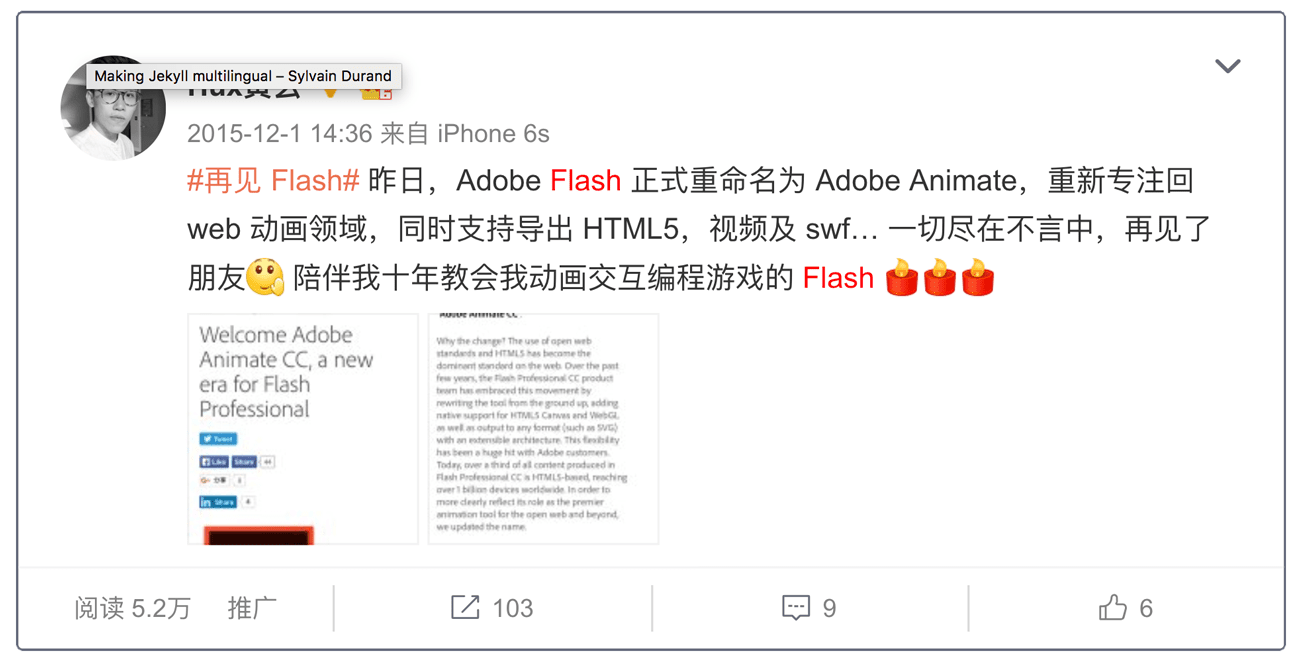 Making Jekyll multilingual – Sylvain Durand
Hux黄玄
2015-12-1 14:36 来自 iPhone 6s
#再见 Flash# 昨日，Adobe Flash 正式重命名为 Adobe Animate，重新专注回
web 动画领域，同时支持导出 HTML5，视频及 swf… 一切尽在不言中，再见了
朋友 陪伴我十年教会我动画交互编程游戏的 Flash
Welcome Adobe
Animate CC, a new
era for Flash
Professional
Tweet
Like Share 44
分享
Share 4
Adobe Animate CC.
Why the change? The use of open web
standards and HTML5 has become the
dominant standard on the web. Over the past
few years, the Flash Professional CC product
team has embraced this movement by
rewriting the tool from the ground up, adding
native support for HTML5 Canvas and WebGL
as well as output to any format (such as SVG)
with an extensible architecture. This flexibility
has been a huge hit with Adobe customers.
Today, over a third of all content produced in
Flash Professional CC is HTML5-based, reaching
over 1 billion devices worldwide. In order to
more clearly reflect its role as the premier
animation tool for the open web and beyond,
we updated the name.
阅读 5.2万 推广 103 9 6